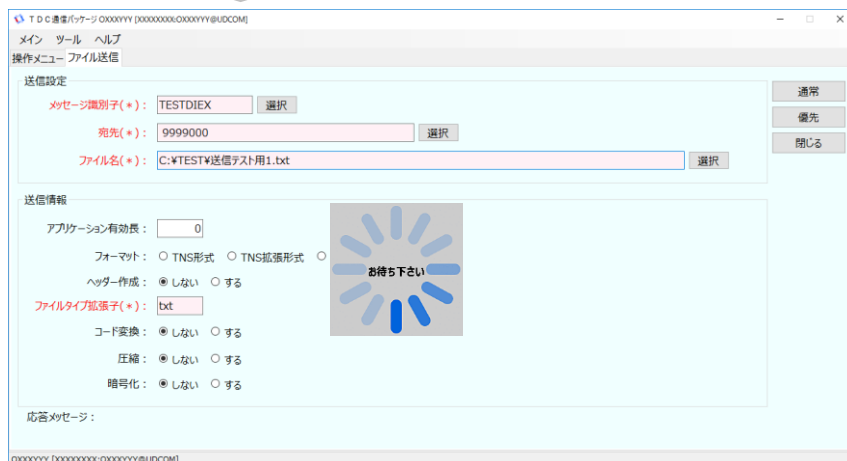 TDC通信パッケージ OXXXYYY [XXXXXXXX:OXXXYYY@UDCOM]
メイン ツール ヘルプ
操作メニュー ファイル送信
送信設定
メッセージ識別子(*)： TESTDIEX 選択
宛先(*)： 9999000 選択
ファイル名(*)： C:¥TEST¥送信テスト用1.txt 選択
通常
優先
閉じる
送信情報
アプリケーション有効長： 0
フォーマット： TNS形式 TNS拡張形式
お待ち下さい
ヘッダー作成： しない する
ファイルタイプ拡張子(*)： txt
コード変換： しない する
圧縮： しない する
暗号化： しない する
応答メッセージ：
OXXXYYY [XXXXXXXX:OXXXYYY@UDCOM]